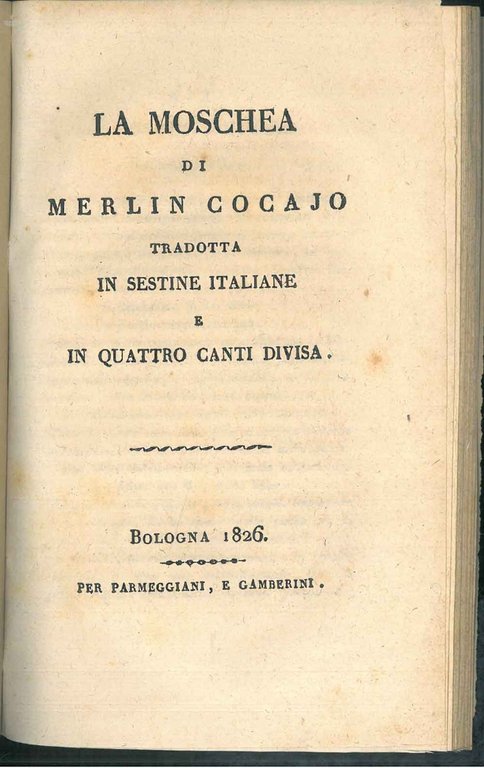 LA MOSCHEA
DI
MERLIN COCAJO
TRADOTTA
IN SESTINE ITALIANE
E
IN QUATTRO CANTI DIVISA.
BOLOGNA 1826.
PER PARMEGGIANI, E GAMBERINI.